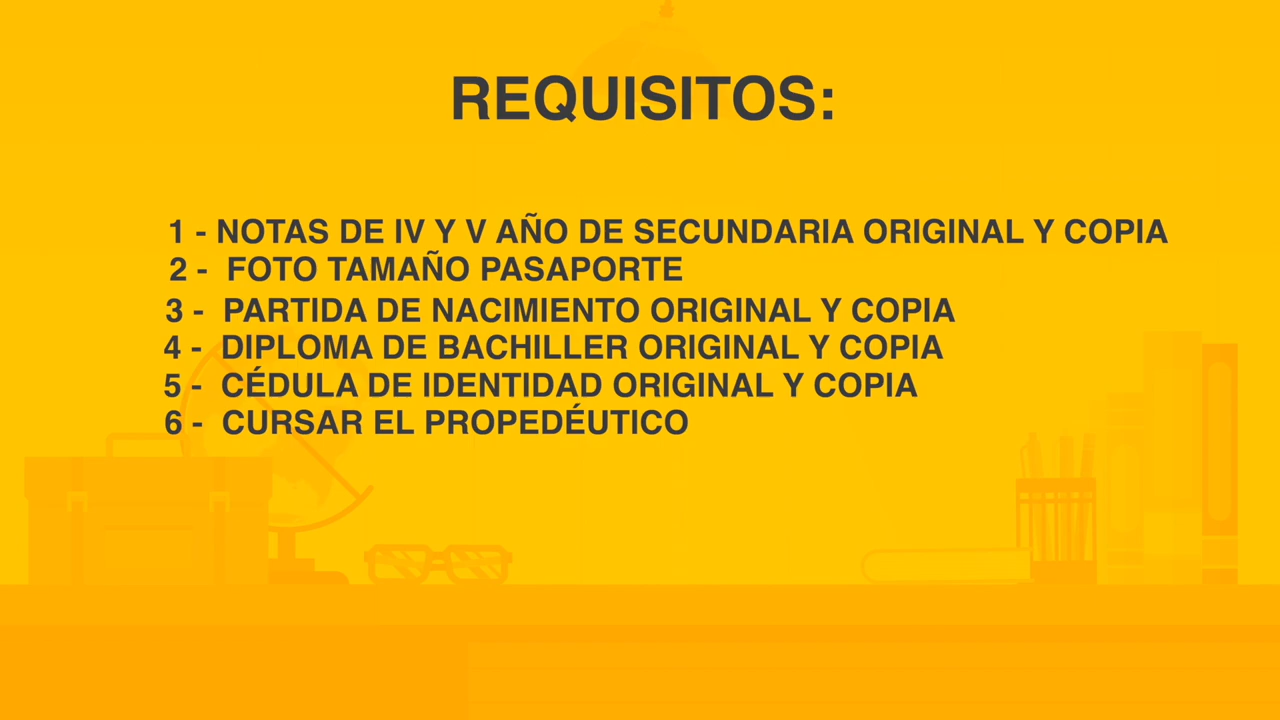 REQUISITOS:
1 - NOTAS DE IV Y V AÑO DE SECUNDARIA ORIGINAL Y COPIA
2 - FOTO TAMAÑO PASAPORTE
3 - PARTIDA DE NACIMIENTO ORIGINAL Y COPIA
4 - DIPLOMA DE BACHILLER ORIGINAL Y COPIA
5 - CÉDULA DE IDENTIDAD ORIGINAL Y COPIA
6 - CURSAR EL PROPEDÉUTICO